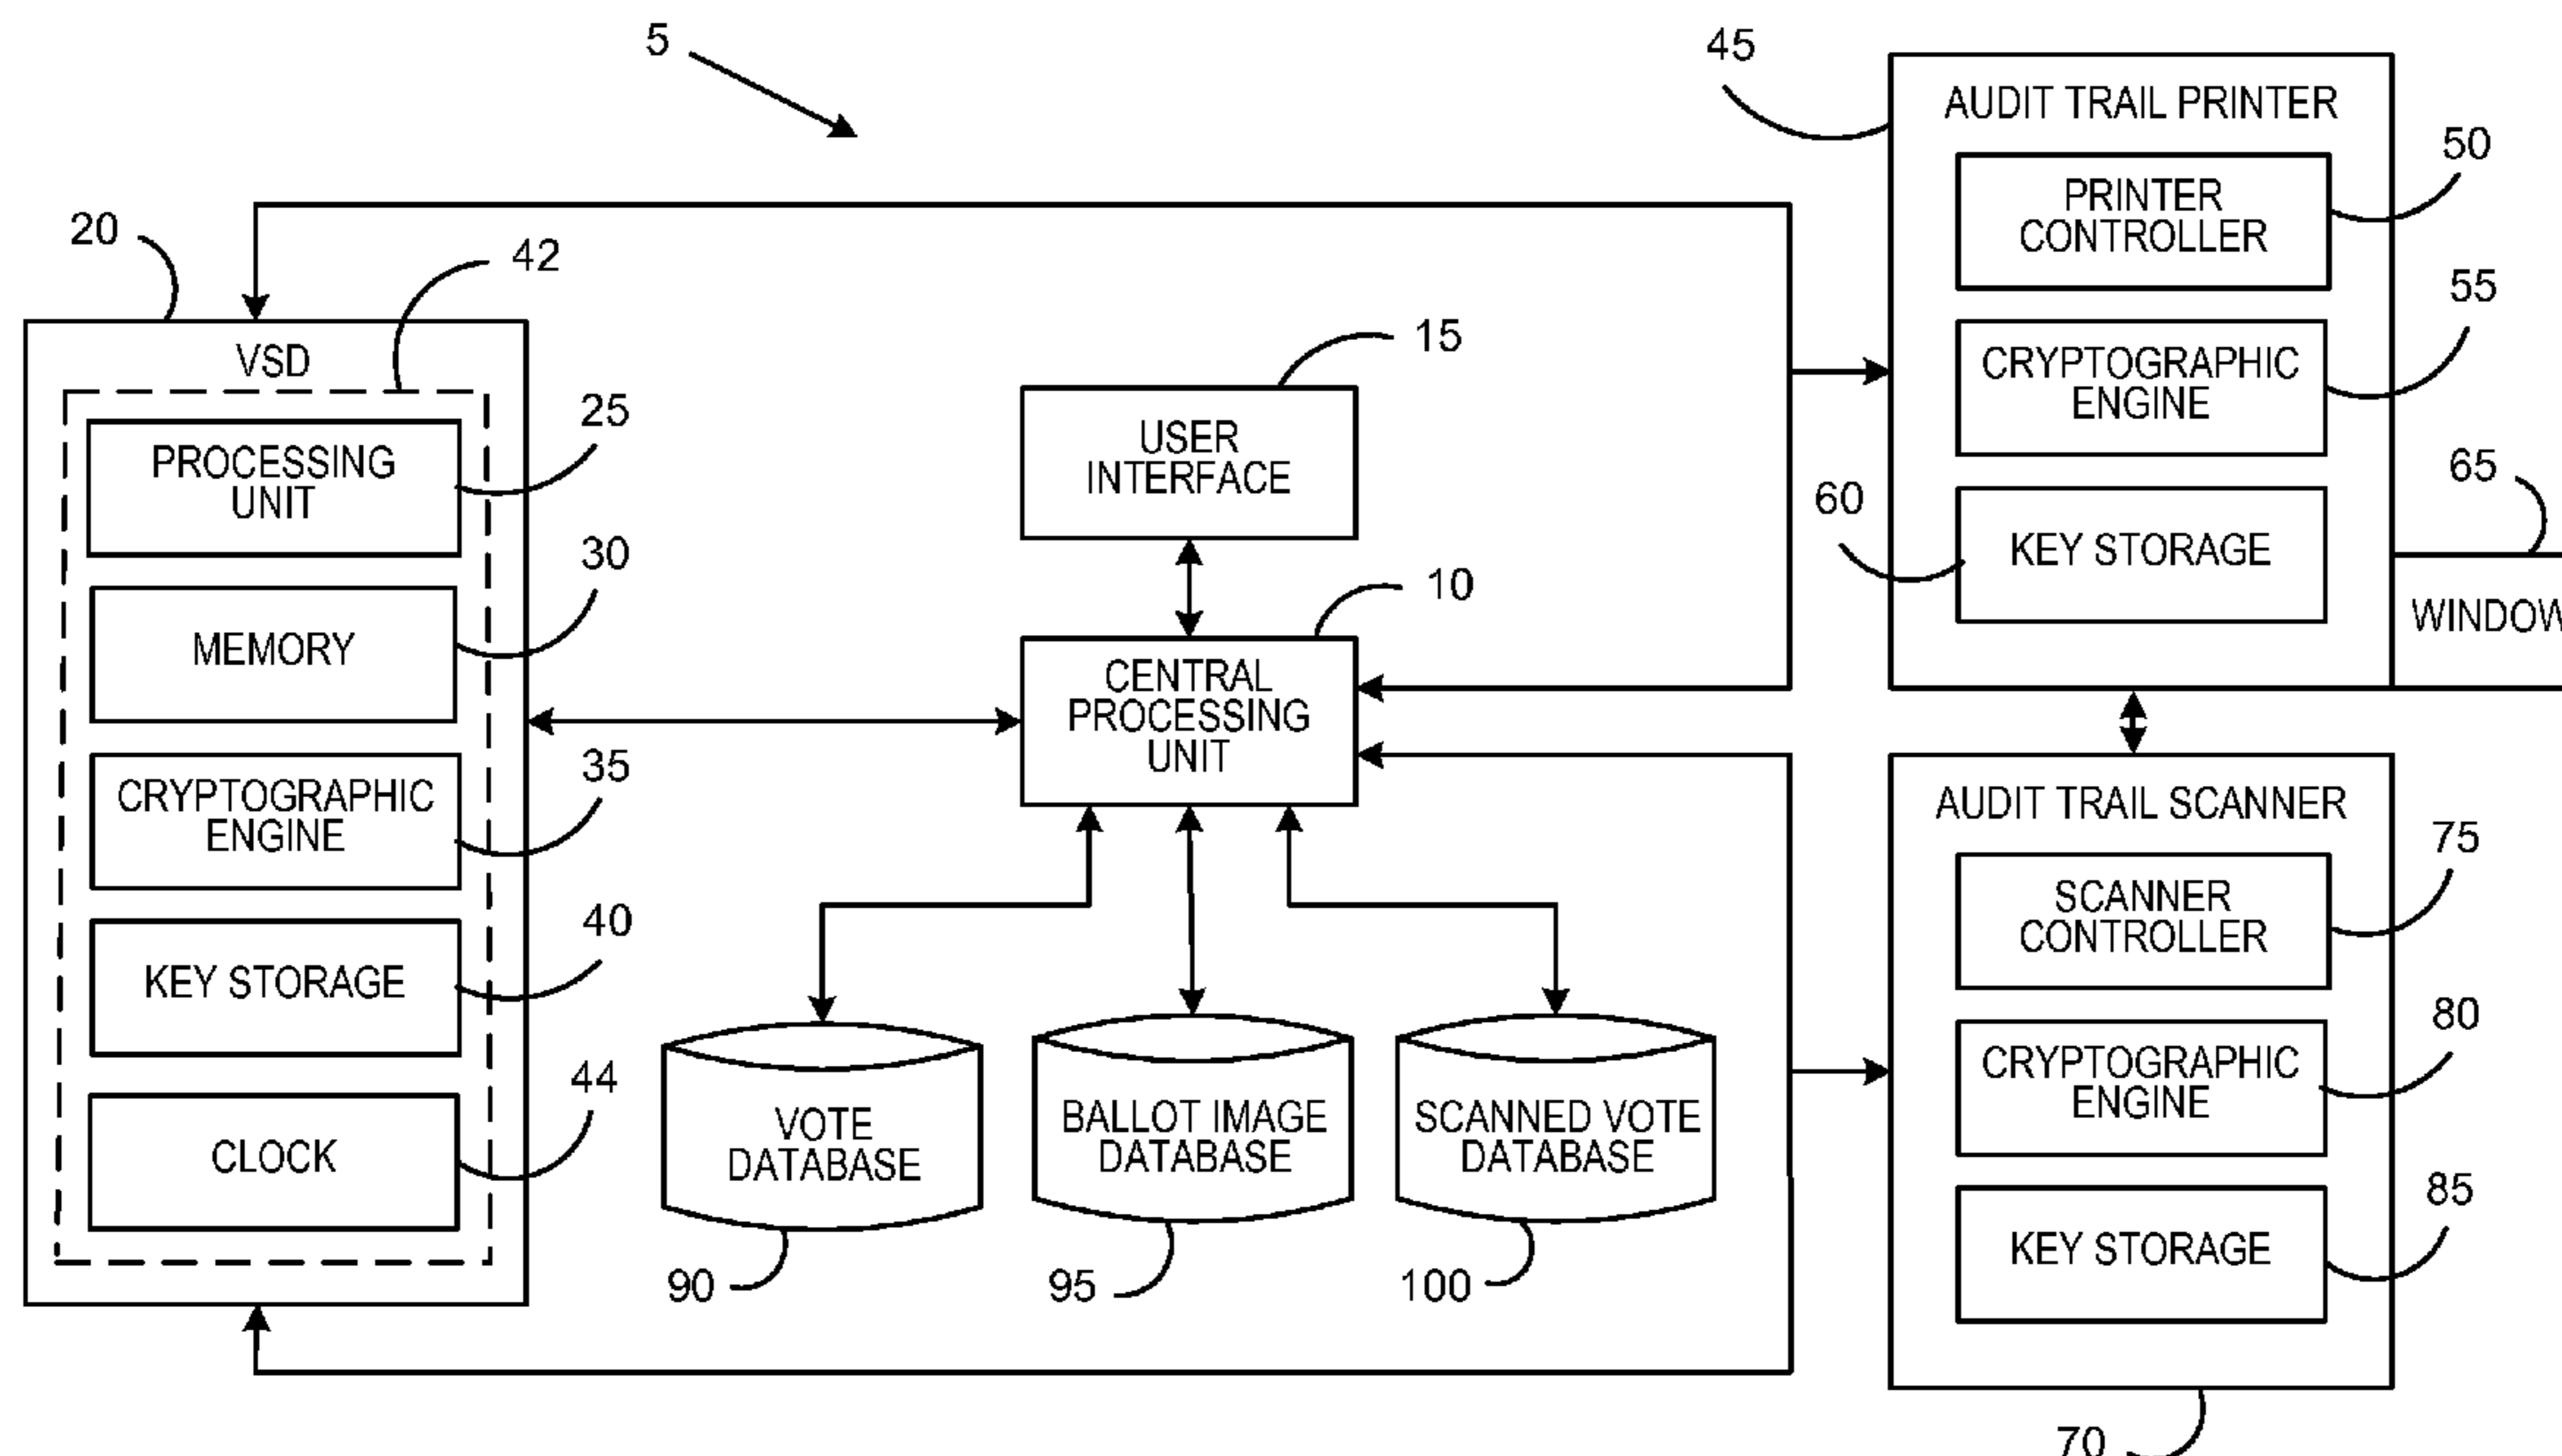 5
45
AUDIT TRAIL PRINTER
50
PRINTER
CONTROLLER
55
CRYPTOGRAPHIC
ENGINE
60
KEY STORAGE
65
WINDOW
20
42
VSD
25
PROCESSING
UNIT
30
MEMORY
35
CRYPTOGRAPHIC
ENGINE
40
KEY STORAGE
44
CLOCK
15
USER
INTERFACE
10
CENTRAL
PROCESSING
UNIT
VOTE
DATABASE
90
BALLOT IMAGE
DATABASE
95
SCANNED VOTE
DATABASE
100
AUDIT TRAIL SCANNER
75
SCANNER
CONTROLLER
80
CRYPTOGRAPHIC
ENGINE
85
KEY STORAGE
70